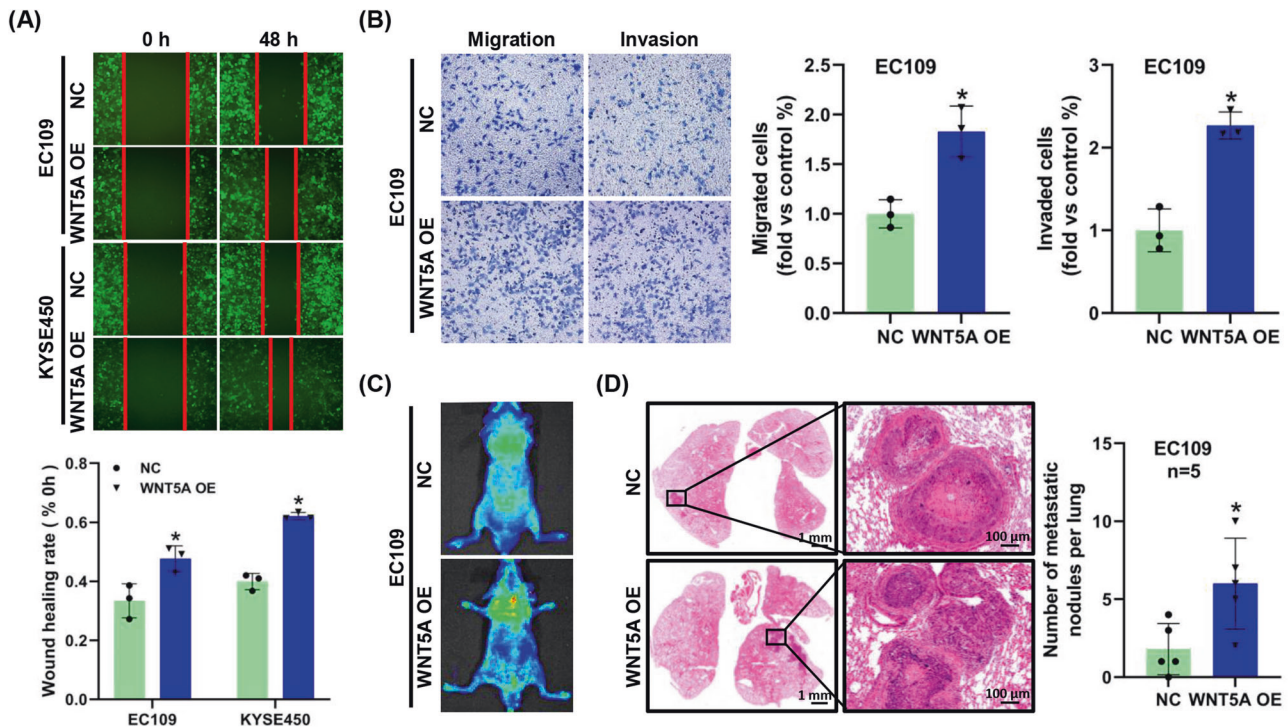 (A)
0 h
48 h
EC109
NC
WNT5A OE
KYSE450
NC
WNT5A OE
Wound healing rate ( % 0h)
0.8
0.6
0.4
0.2
0.0
NC
WNT5A OE
*
*
EC109
KYSE450
(B)
Migration
Invasion
EC109
NC
WNT5A OE
Migrated cells
(fold vs control %)
2.5
2.0
1.5
1.0
0.5
0.0
EC109
*
NC
WNT5A OE
Invaded cells
(fold vs control %)
3
2
1
0
EC109
*
NC
WNT5A OE
(C)
EC109
NC
WNT5A OE
(D)
NC
WNT5A OE
1 mm
100 µm
1 mm
100 µm
Number of metastatic
nodules per lung
15
10
5
0
EC109
n=5
*
NC
WNT5A OE